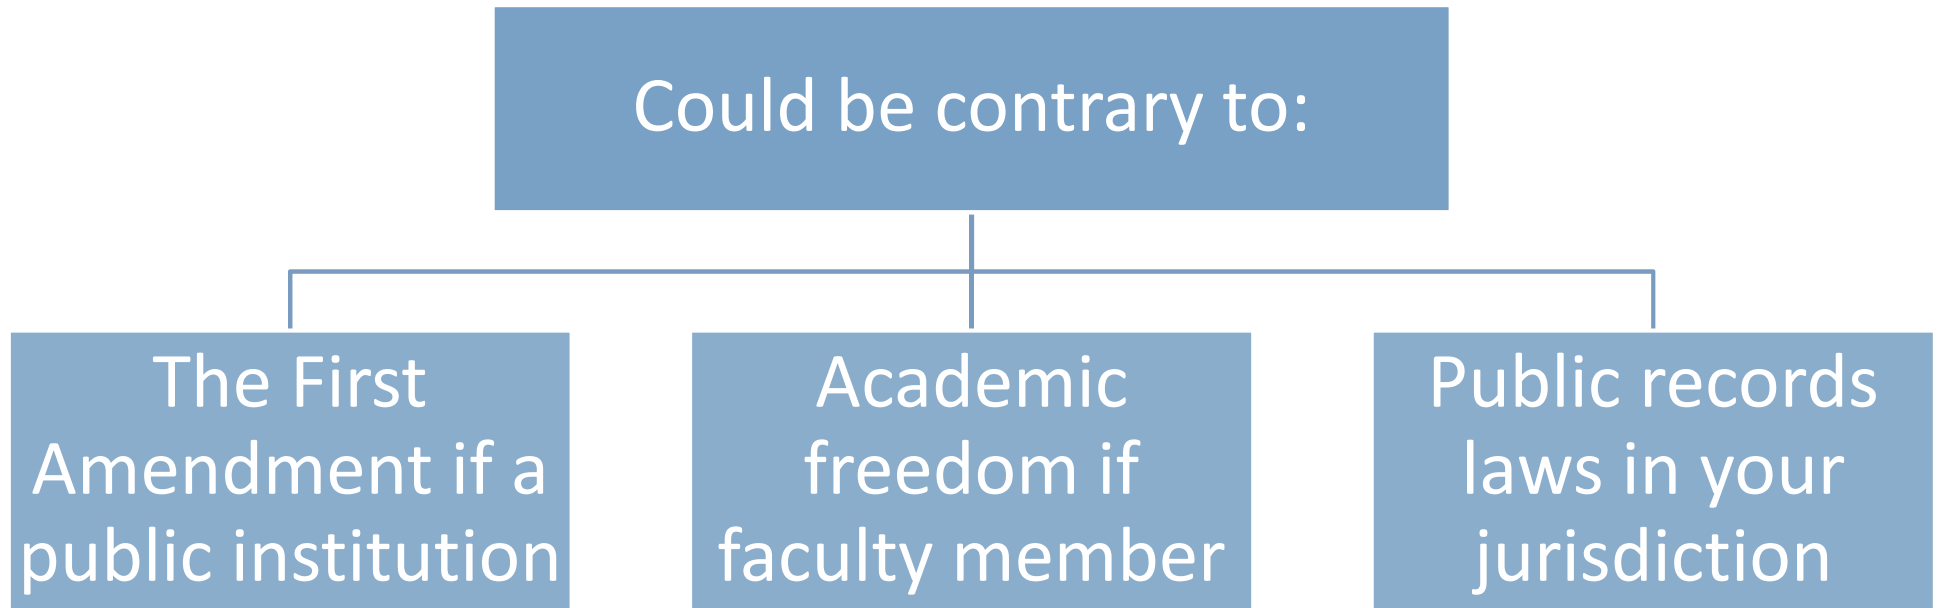 Could be contrary to:
The First
Amendment if a
public institution
Academic
freedom if
faculty member
Public records
laws in your
jurisdiction